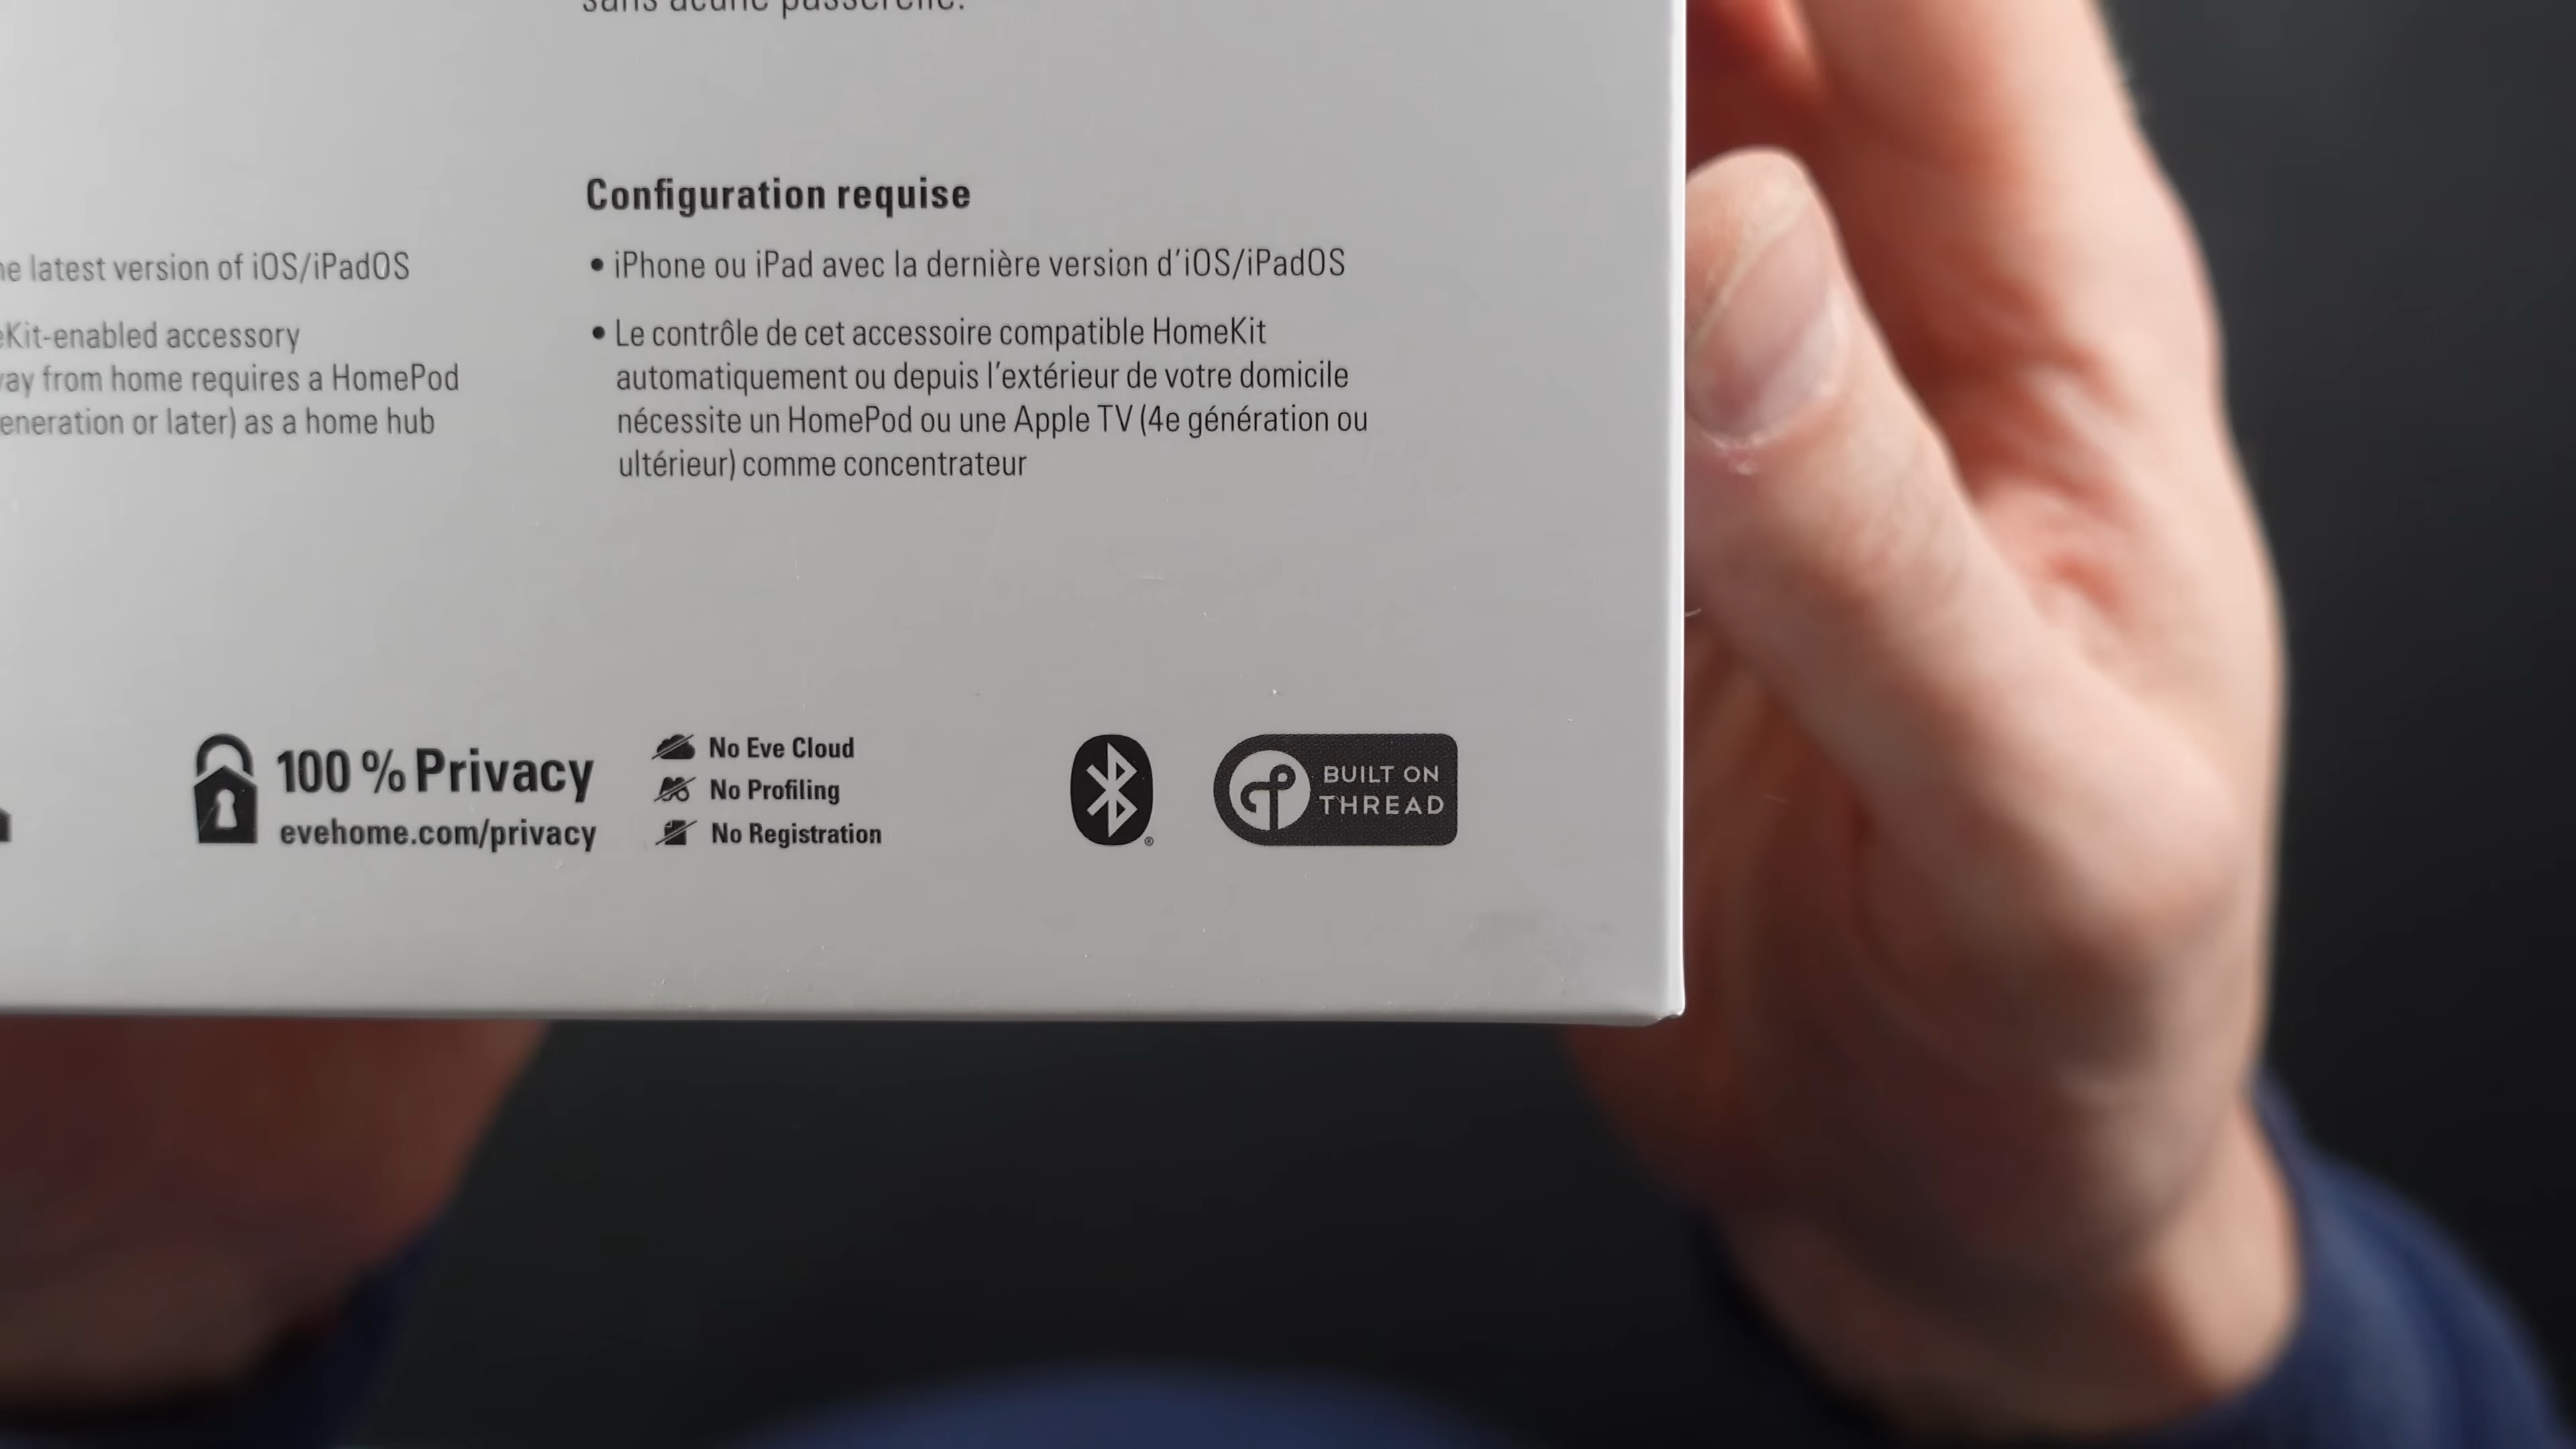 sans acune passerelle.
Configuration requise
• iPhone ou iPad avec la dernière version d'iOS/iPadOS
• Le contrôle de cet accessoire compatible HomeKit
automatiquement ou depuis l'extérieur de votre domicile
nécessite un HomePod ou une Apple TV (4e génération ou
ultérieur) comme concentrateur
latest version of iOS/iPadOS
Kit-enabled accessory
from home requires a HomePod
or later) as a home hub
100 % Privacy
evehome.com/privacy
No Eve Cloud
No Profiling
No Registration
BUILT ON
THREAD